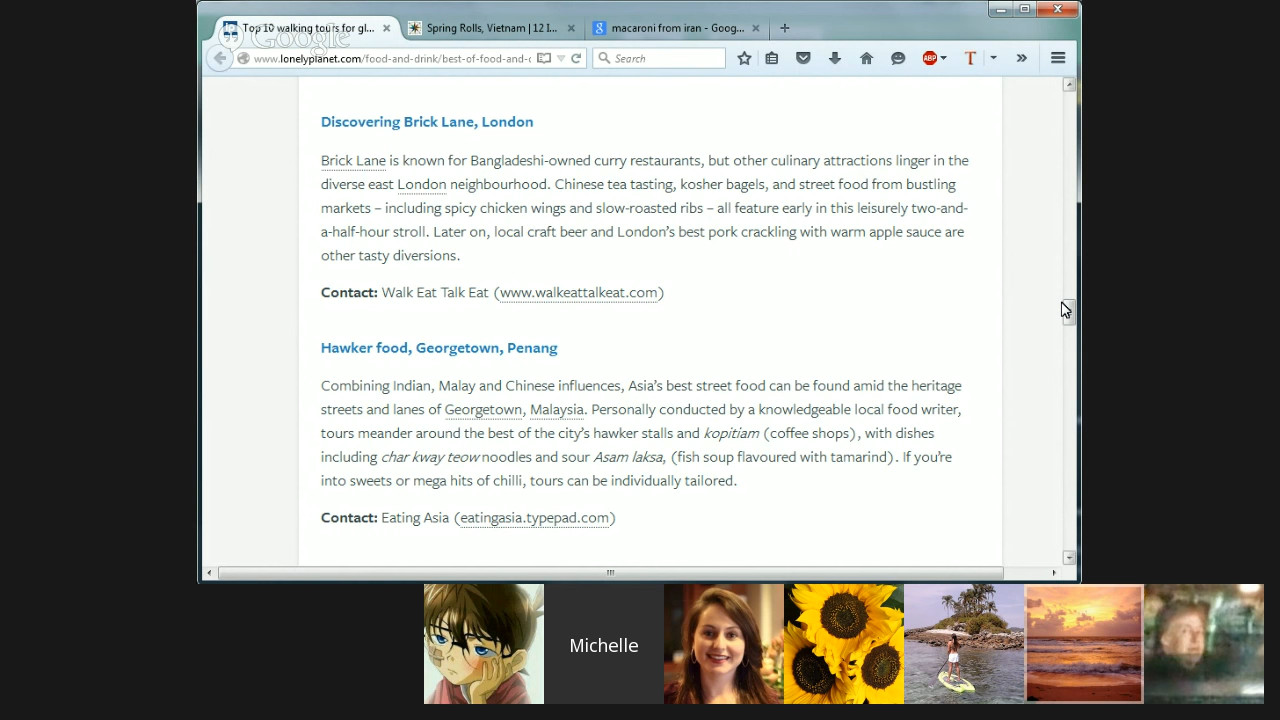 Top 10 walking tours for gl...
Spring Rolls, Vietnam | 12 I...
macaroni from iran - Goog...
Google
www.lonelyplanet.com/food-and-drink/best-of-food-and-c
Search
ABP
T
Discovering Brick Lane, London
Brick Lane is known for Bangladeshi-owned curry restaurants, but other culinary attractions linger in the
diverse east London neighbourhood. Chinese tea tasting, kosher bagels, and street food from bustling
markets – including spicy chicken wings and slow-roasted ribs – all feature early in this leisurely two-and-
a-half-hour stroll. Later on, local craft beer and London’s best pork crackling with warm apple sauce are
other tasty diversions.
Contact: Walk Eat Talk Eat (www.walkeattalkeat.com)
Hawker food, Georgetown, Penang
Combining Indian, Malay and Chinese influences, Asia’s best street food can be found amid the heritage
streets and lanes of Georgetown, Malaysia. Personally conducted by a knowledgeable local food writer,
tours meander around the best of the city’s hawker stalls and kopitiam (coffee shops), with dishes
including char kway teow noodles and sour Asam laksa, (fish soup flavoured with tamarind). If you’re
into sweets or mega hits of chilli, tours can be individually tailored.
Contact: Eating Asia (eatingasia.typepad.com)
Michelle